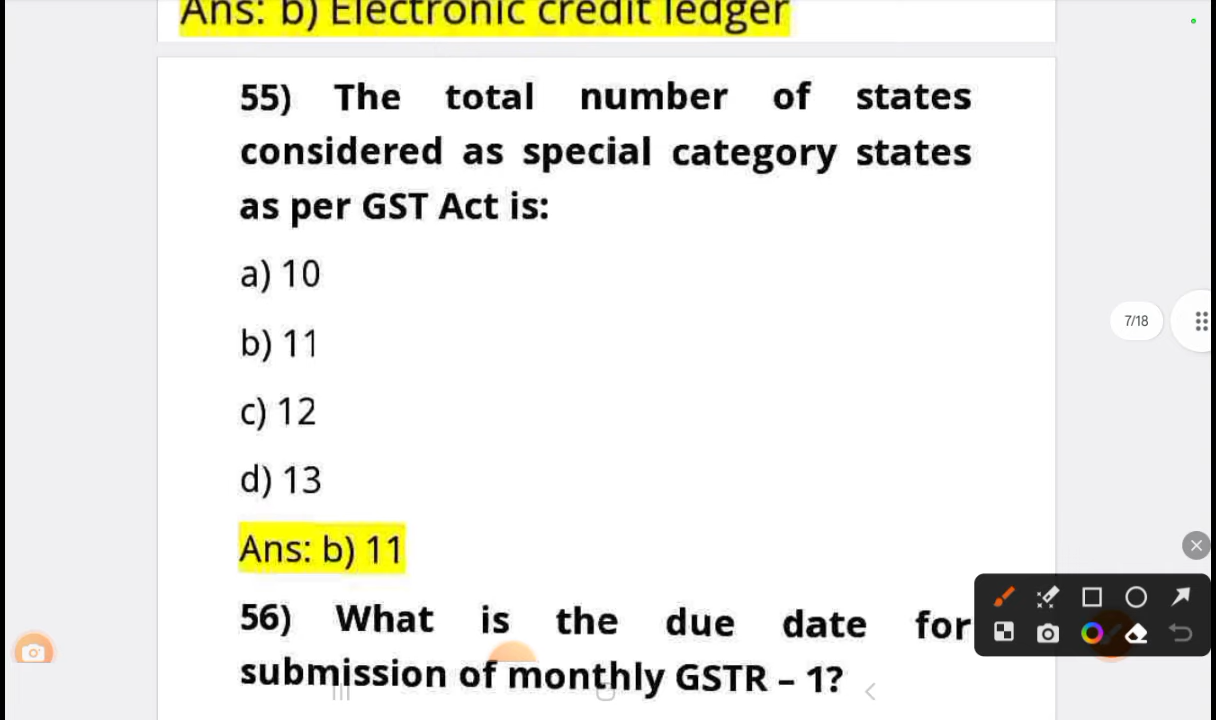 Ans: b) Electronic credit ledger
55) The total number of states
considered as special category states
as per GST Act is:
a) 10
b) 11
c) 12
d) 13
Ans: b) 11
56) What is the due date for
submission of monthly GSTR – 1?
7/18